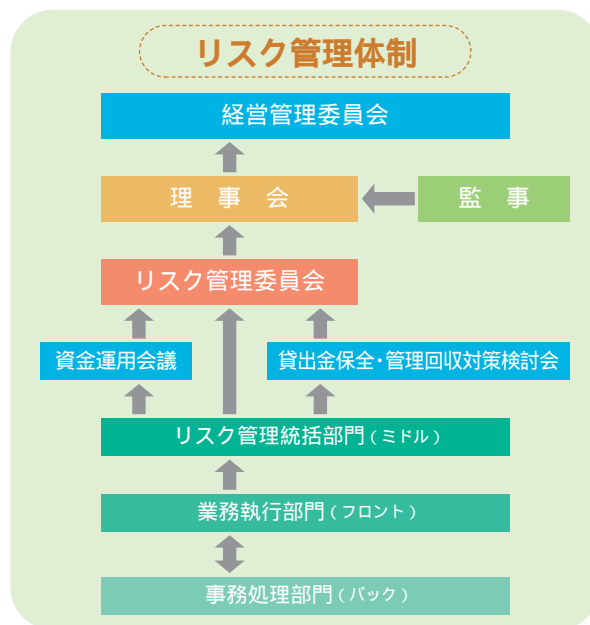 リスク管理体制
経営管理委員会
理 事 会
監 事
リスク管理委員会
資金運用会議
貸出金保全・管理回収対策検討会
リスク管理統括部門(ミドル)
業務執行部門(フロント)
事務処理部門(バック)